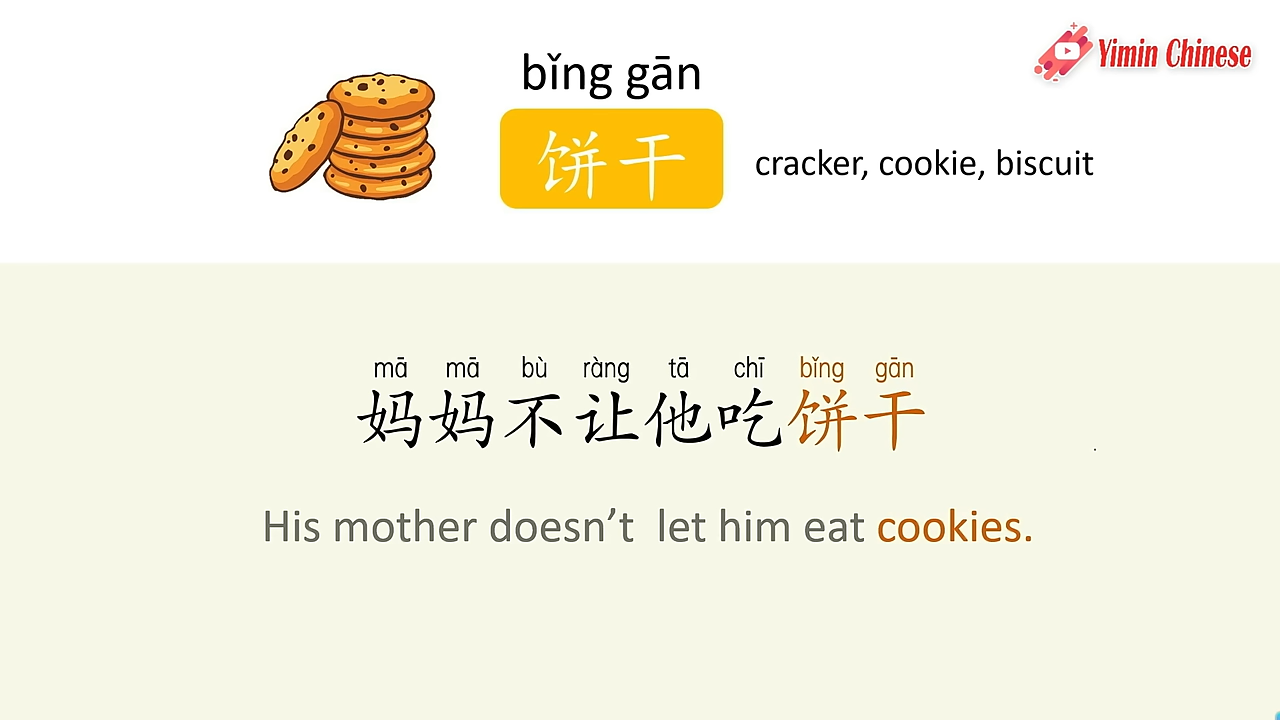 Yimin Chinese
bǐng gān
饼干
cracker, cookie, biscuit
mā mā bù ràng tā chī bǐng gān
妈妈不让他吃饼干
His mother doesn’t  let him eat cookies.